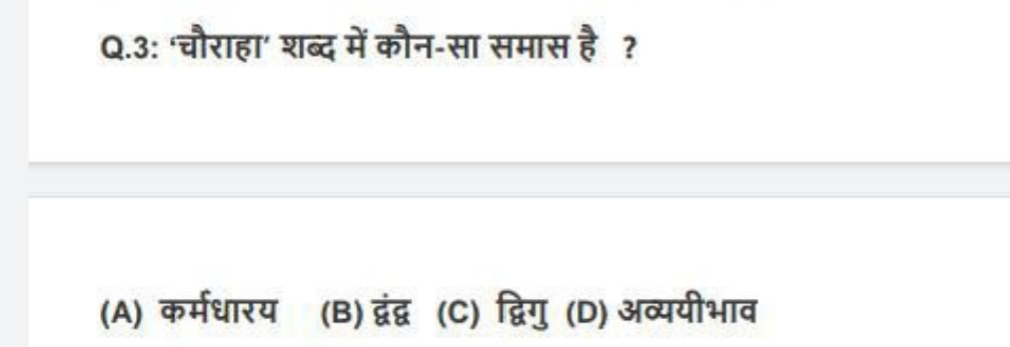 Q.3: ‘चौराहा’ शब्द में कौन-सा समास है ?
(A) कर्मधारय (B) द्वंद्व (C) द्विगु (D) अव्ययीभाव